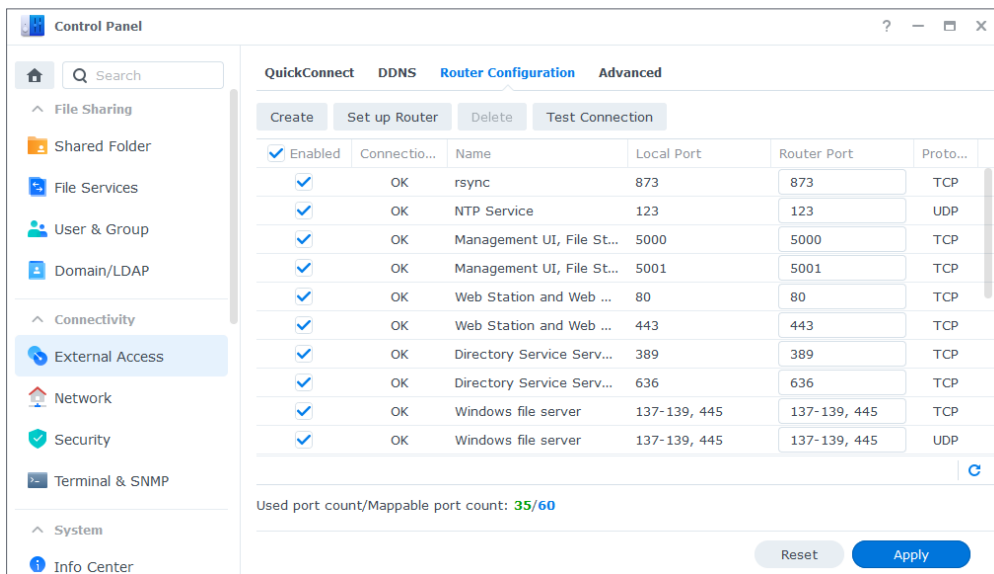 Control Panel
?
Search
QuickConnect DDNS Router Configuration Advanced
File Sharing
Shared Folder
File Services
User & Group
Domain/LDAP
Connectivity
External Access
Network
Security
Terminal & SNMP
System
Info Center
Create Set up Router Delete Test Connection
Enabled Connectio... Name Local Port Router Port Proto...
OK rsync 873 873 TCP
OK NTP Service 123 123 UDP
OK Management UI, File St... 5000 5000 TCP
OK Management UI, File St... 5001 5001 TCP
OK Web Station and Web ... 80 80 TCP
OK Web Station and Web ... 443 443 TCP
OK Directory Service Serv... 389 389 TCP
OK Directory Service Serv... 636 636 TCP
OK Windows file server 137-139, 445 137-139, 445 TCP
OK Windows file server 137-139, 445 137-139, 445 UDP
Used port count/Mappable port count: 35/60
Reset Apply